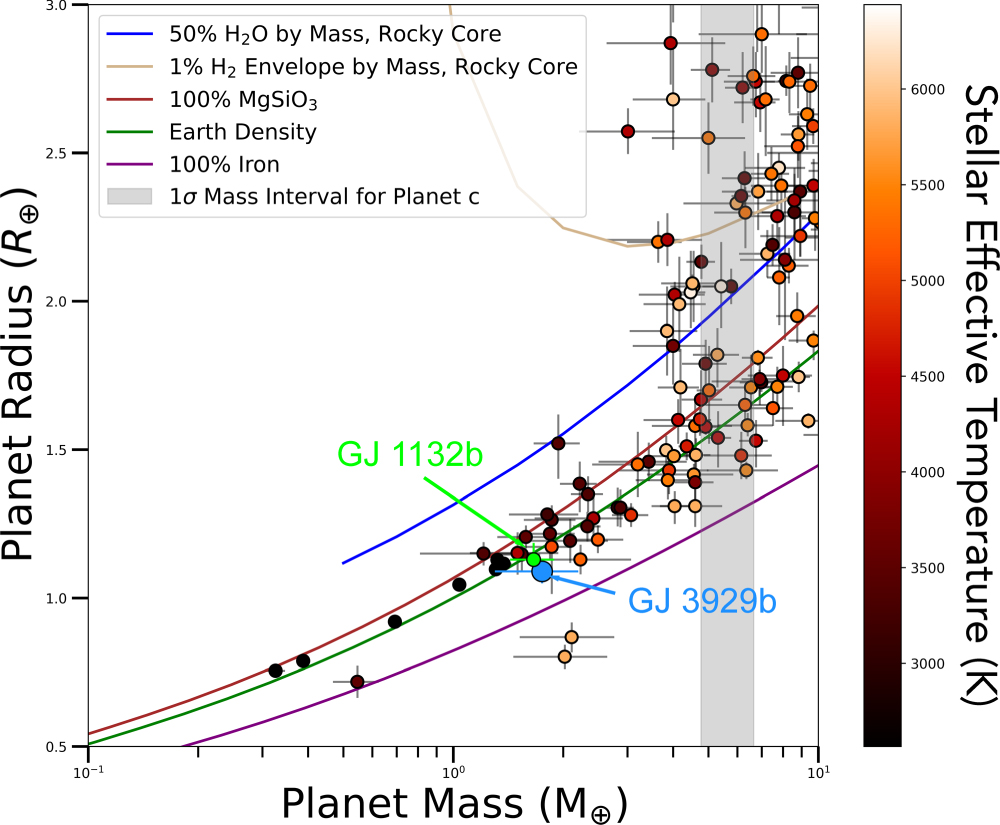 50% H₂O by Mass, Rocky Core
1% H₂ Envelope by Mass, Rocky Core
100% MgSiO₃
Earth Density
100% Iron
1σ Mass Interval for Planet c
GJ 1132b
GJ 3929b
3.0
2.5
2.0
1.5
1.0
0.5
Planet Radius (R⊕)
10⁻¹
10⁰
10¹
Planet Mass (M⊕)
6000
5500
5000
4500
4000
3500
3000
Stellar Effective Temperature (K)